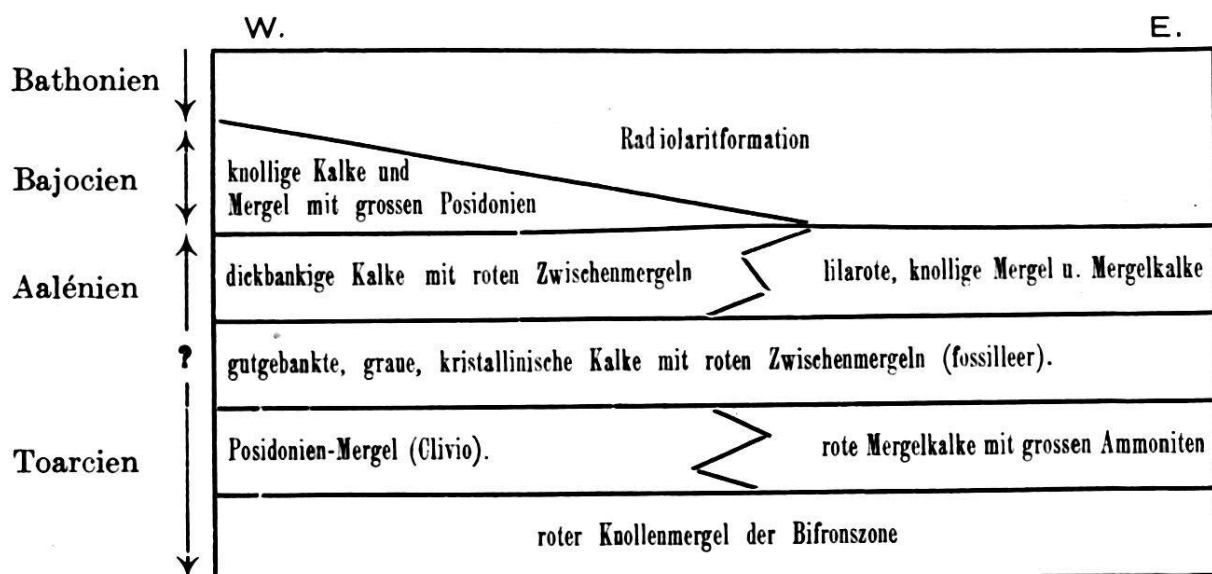 W. E.
Bathonien
Radiolaritformation
Bajocien
knollige Kalke und
Mergel mit grossen Posidonien
Aalénien
dickbankige Kalke mit roten Zwischenmergeln
lilarote, knollige Mergel u. Mergelkalke
?
gutgebankte, graue, kristallinische Kalke mit roten Zwischenmergeln (fossilleer).
Toarcien
Posidonien-Mergel (Clivio).
rote Mergelkalke mit grossen Ammoniten
roter Knollenmergel der Bifronszone